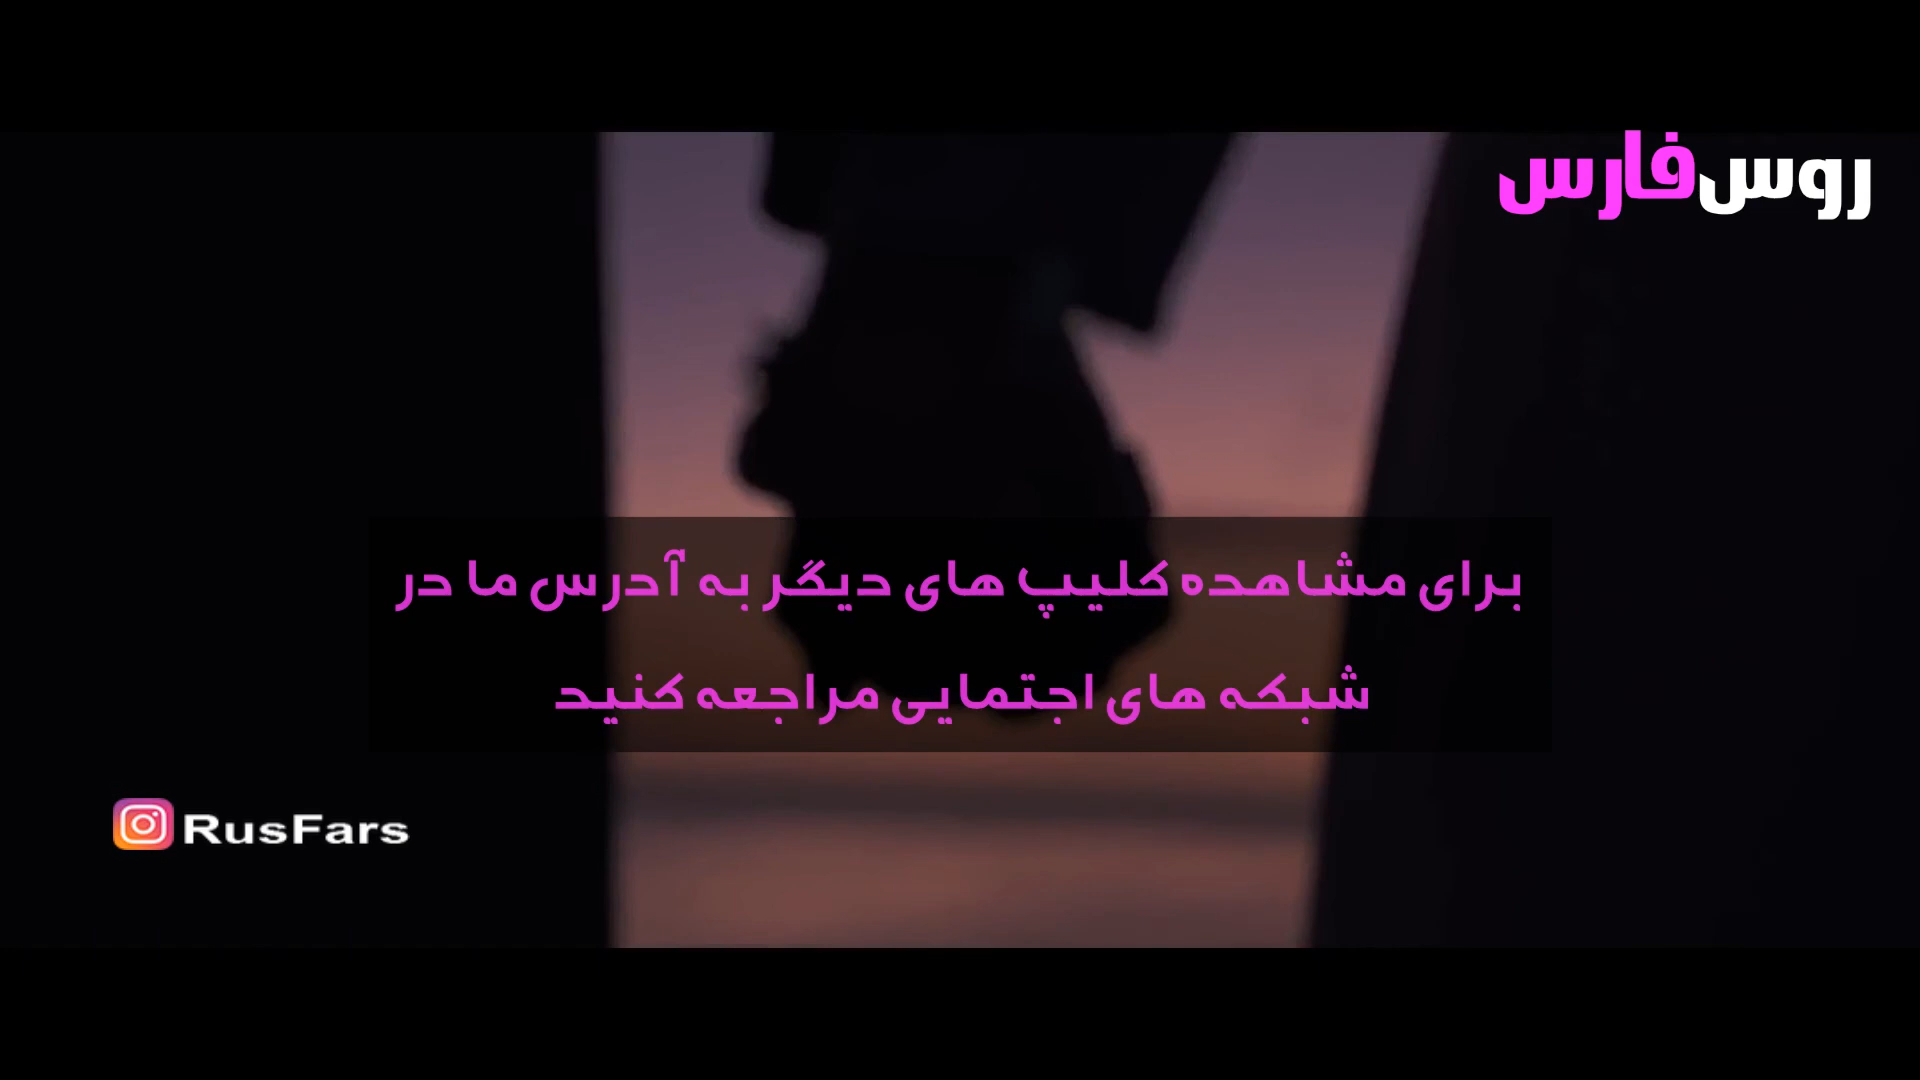 روس فارس
برای مشاهده کلیپ های دیگر به آدرس ما در
شبکه های اجتمایی مراجعه کنید
RusFars